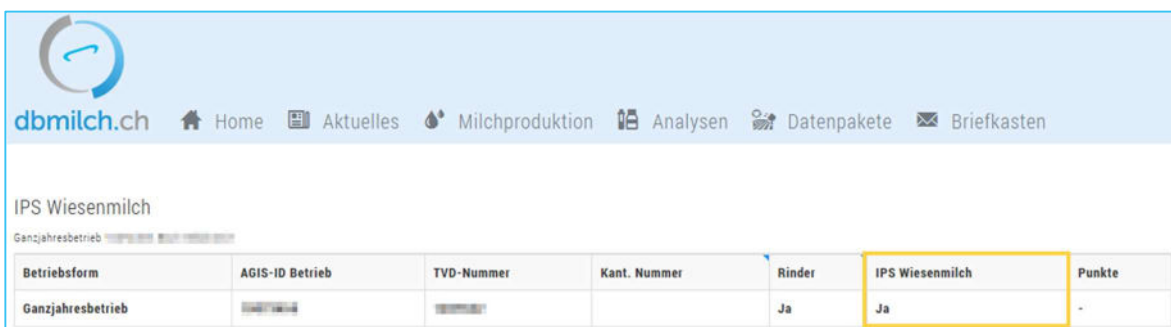 dbmilch.ch Home Aktuelles Milchproduktion Analysen Datenpakete Briefkasten
IPS Wiesenmilch
Ganzjahresbetrieb
Betriebsform AGIS-ID Betrieb TVD-Nummer Kant. Nummer Rinder IPS Wiesenmilch Punkte
Ganzjahresbetrieb Ja Ja -